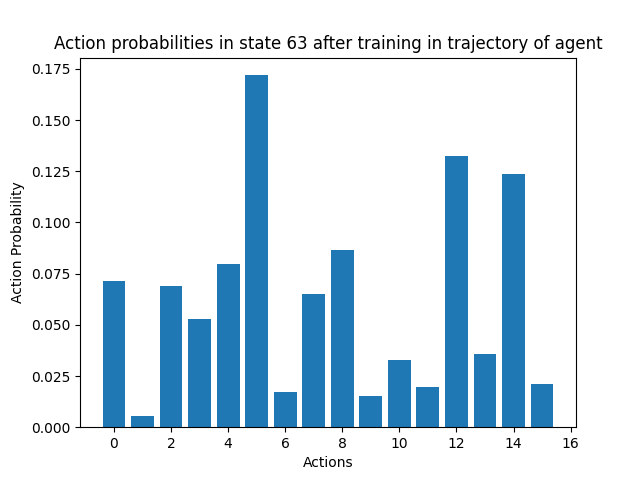 Action probabilities in state 63 after training in trajectory of agent
0.175
0.150
0.125
0.100
0.075
0.050
0.025
0.000
Action Probability
0 2 4 6 8 10 12 14 16
Actions